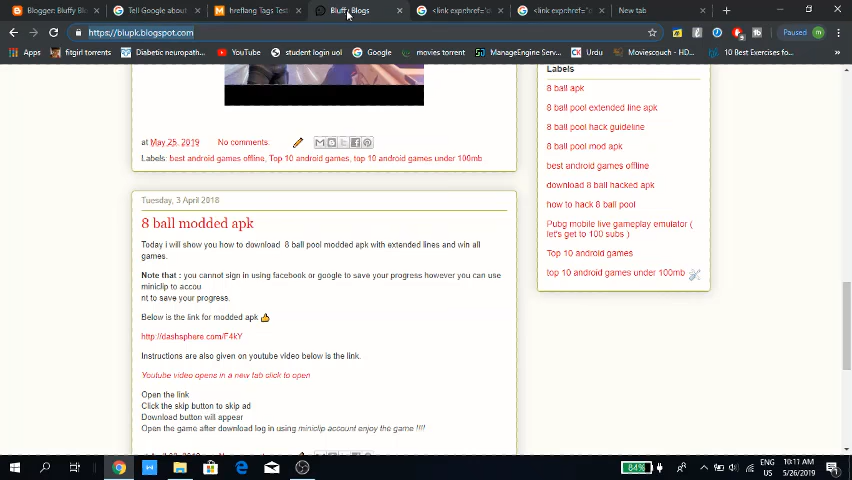 Blogger: Bluffy Bl
Tell Google about
hreflang Tags Test
Bluffy Blogs
<link exp:href='
<link exp:href='
New tab
https://blupk.blogspot.com
Paused
Apps
fitgirl torrents
Diabetic neuropath
YouTube
student login uol
Google
movies torrent
ManageEngine Serv
Moviescouch - HD
10 Best Exercises fo
at May 25, 2019
No comments:
Labels: best android games offline, Top 10 android games, top 10 android games under 100mb
Tuesday, 3 April 2018
8 ball modded apk
Today i will show you how to download 8 ball pool modded apk with extended lines and win all
games.
Note that : you cannot sign in using facebook or google to save your progress however you can use
miniclip to accou
nt to save your progress.
Below is the link for modded apk 👍
http://dashsphere.com/F4kY
Instructions are also given on youtube video below is the link.
Youtube video opens in a new tab click to open
Open the link
Click the skip button to skip ad
Download button will appear
Open the game after download log in using miniclip account enjoy the game !!!!
Labels
8 ball apk
8 ball pool extended line apk
8 ball pool hack guideline
8 ball pool mod apk
best android games offline
download 8 ball hacked apk
how to hack 8 ball pool
Pubg mobile live gameplay emulator (
let's get to 100 subs )
Top 10 android games
top 10 android games under 100mb
84%
ENG
US
10:11 AM
5/26/2019